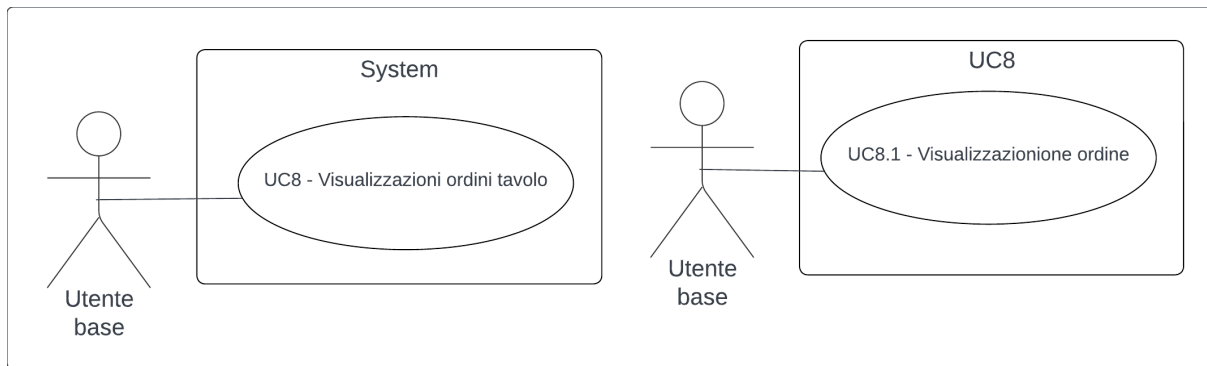 System
UC8 - Visualizzazioni ordini tavolo
Utente
base
UC8
UC8.1 - Visualizzazionione ordine
Utente
base